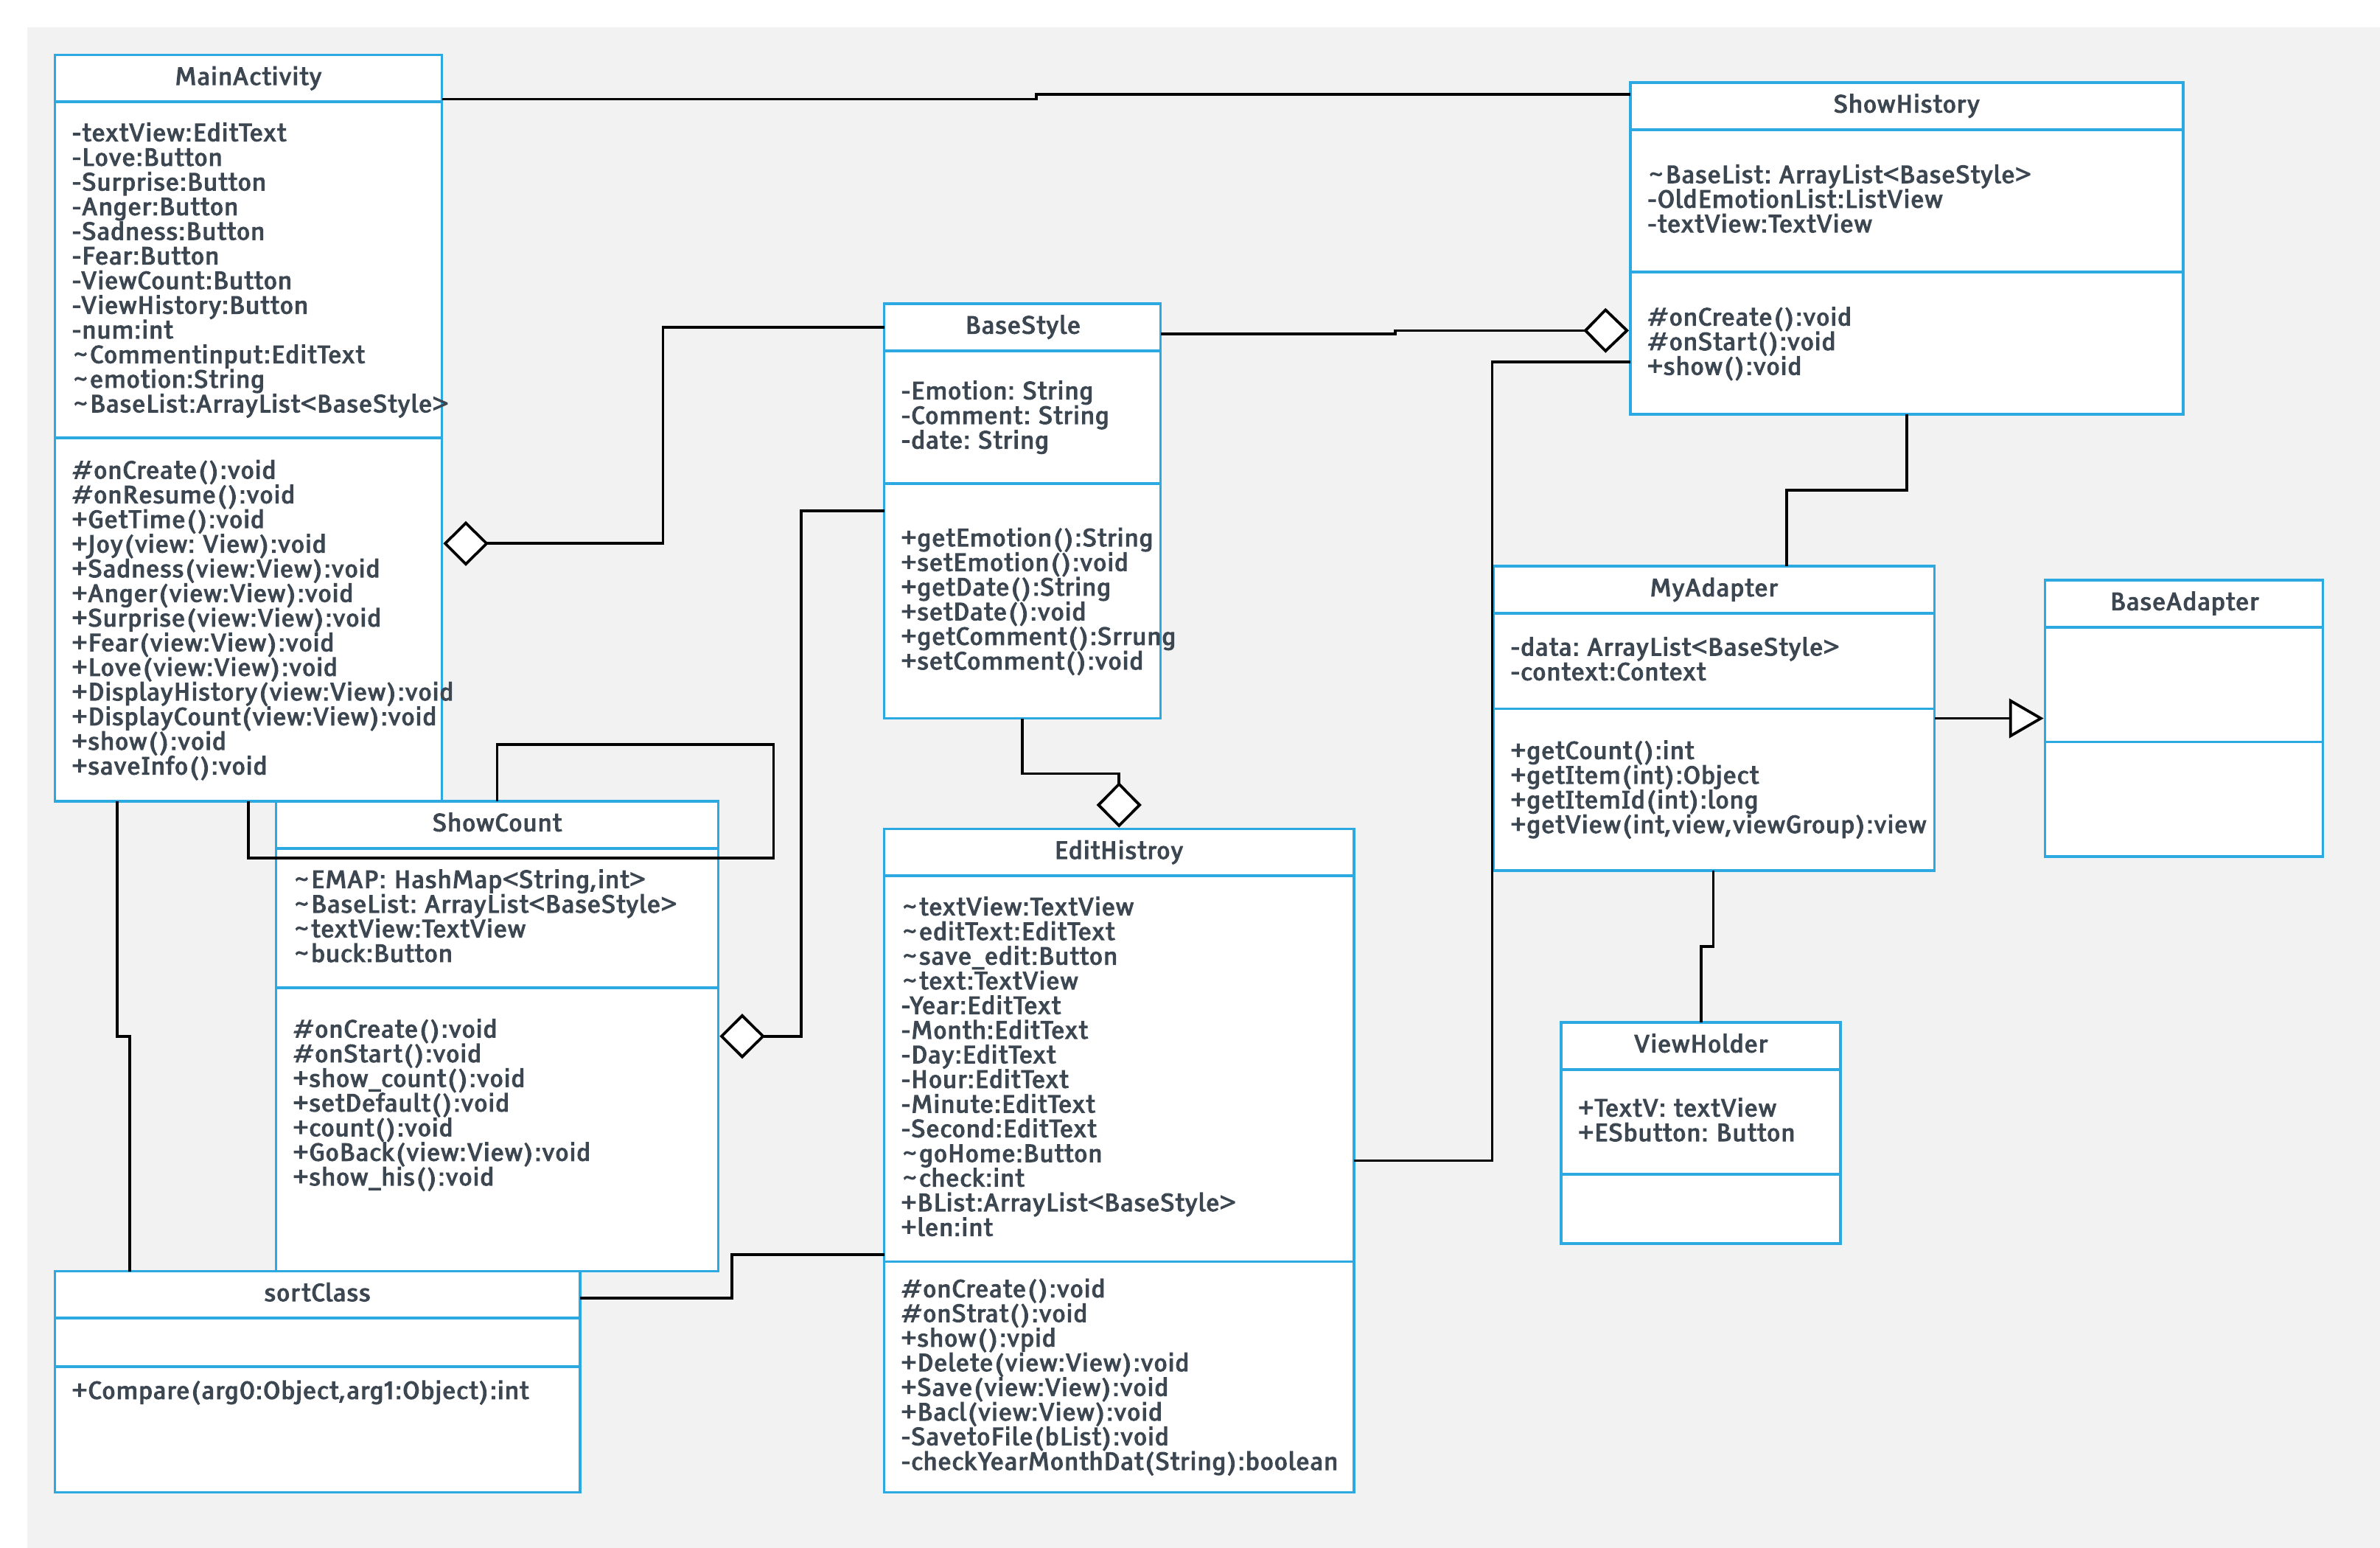 MainActivity
-textView:EditText
-Love:Button
-Surprise:Button
-Anger:Button
-Sadness:Button
-Fear:Button
-ViewCount:Button
-ViewHistory:Button
-num:int
~Commentinput:EditText
~emotion:String
~BaseList:ArrayList<BaseStyle>
#onCreate():void
#onResume():void
+GetTime():void
+Joy(view: View):void
+Sadness(view:View):void
+Anger(view:View):void
+Surprise(view:View):void
+Fear(view:View):void
+Love(view:View):void
+DisplayHistory(view:View):void
+DisplayCount(view:View):void
+show():void
+saveInfo():void
ShowHistory
~BaseList: ArrayList<BaseStyle>
-OldEmotionList:ListView
-textView:TextView
#onCreate():void
#onStart():void
+show():void
BaseStyle
-Emotion: String
-Comment: String
-date: String
+getEmotion():String
+setEmotion():void
+getDate():String
+setDate():void
+getComment():Srrung
+setComment():void
MyAdapter
-data: ArrayList<BaseStyle>
-context:Context
+getCount():int
+getItem(int):Object
+getItemId(int):long
+getView(int,view,viewGroup):view
BaseAdapter
ShowCount
~EMAP: HashMap<String,int>
~BaseList: ArrayList<BaseStyle>
~textView:TextView
~buck:Button
#onCreate():void
#onStart():void
+show_count():void
+setDefault():void
+count():void
+GoBack(view:View):void
+show_his():void
EditHistroy
~textView:TextView
~editText:EditText
~save_edit:Button
~text:TextView
-Year:EditText
-Month:EditText
-Day:EditText
-Hour:EditText
-Minute:EditText
-Second:EditText
~goHome:Button
~check:int
+BList:ArrayList<BaseStyle>
+len:int
#onCreate():void
#onStrat():void
+show():vpid
+Delete(view:View):void
+Save(view:View):void
+Bacl(view:View):void
-SavetoFile(bList):void
-checkYearMonthDat(String):boolean
ViewHolder
+TextV: textView
+ESbutton: Button
sortClass
+Compare(arg0:Object,arg1:Object):int